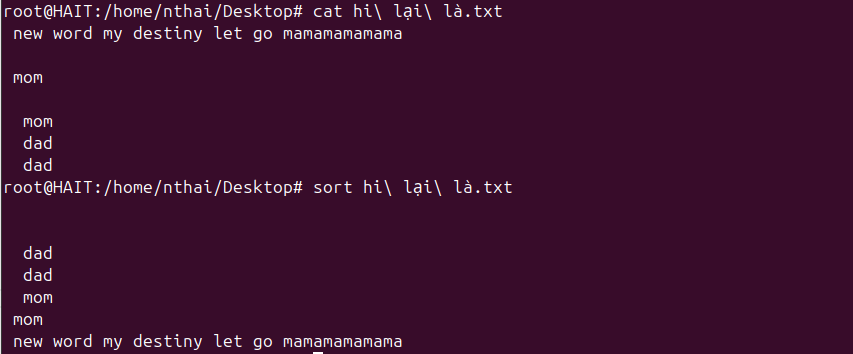 root@HAIT:/home/nthai/Desktop# cat hi\ lại\ là.txt
 new word my destiny let go mamamamamama
 mom
  mom
  dad
  dad
root@HAIT:/home/nthai/Desktop# sort hi\ lại\ là.txt
  dad
  dad
  mom
 mom
 new word my destiny let go mamamamamama